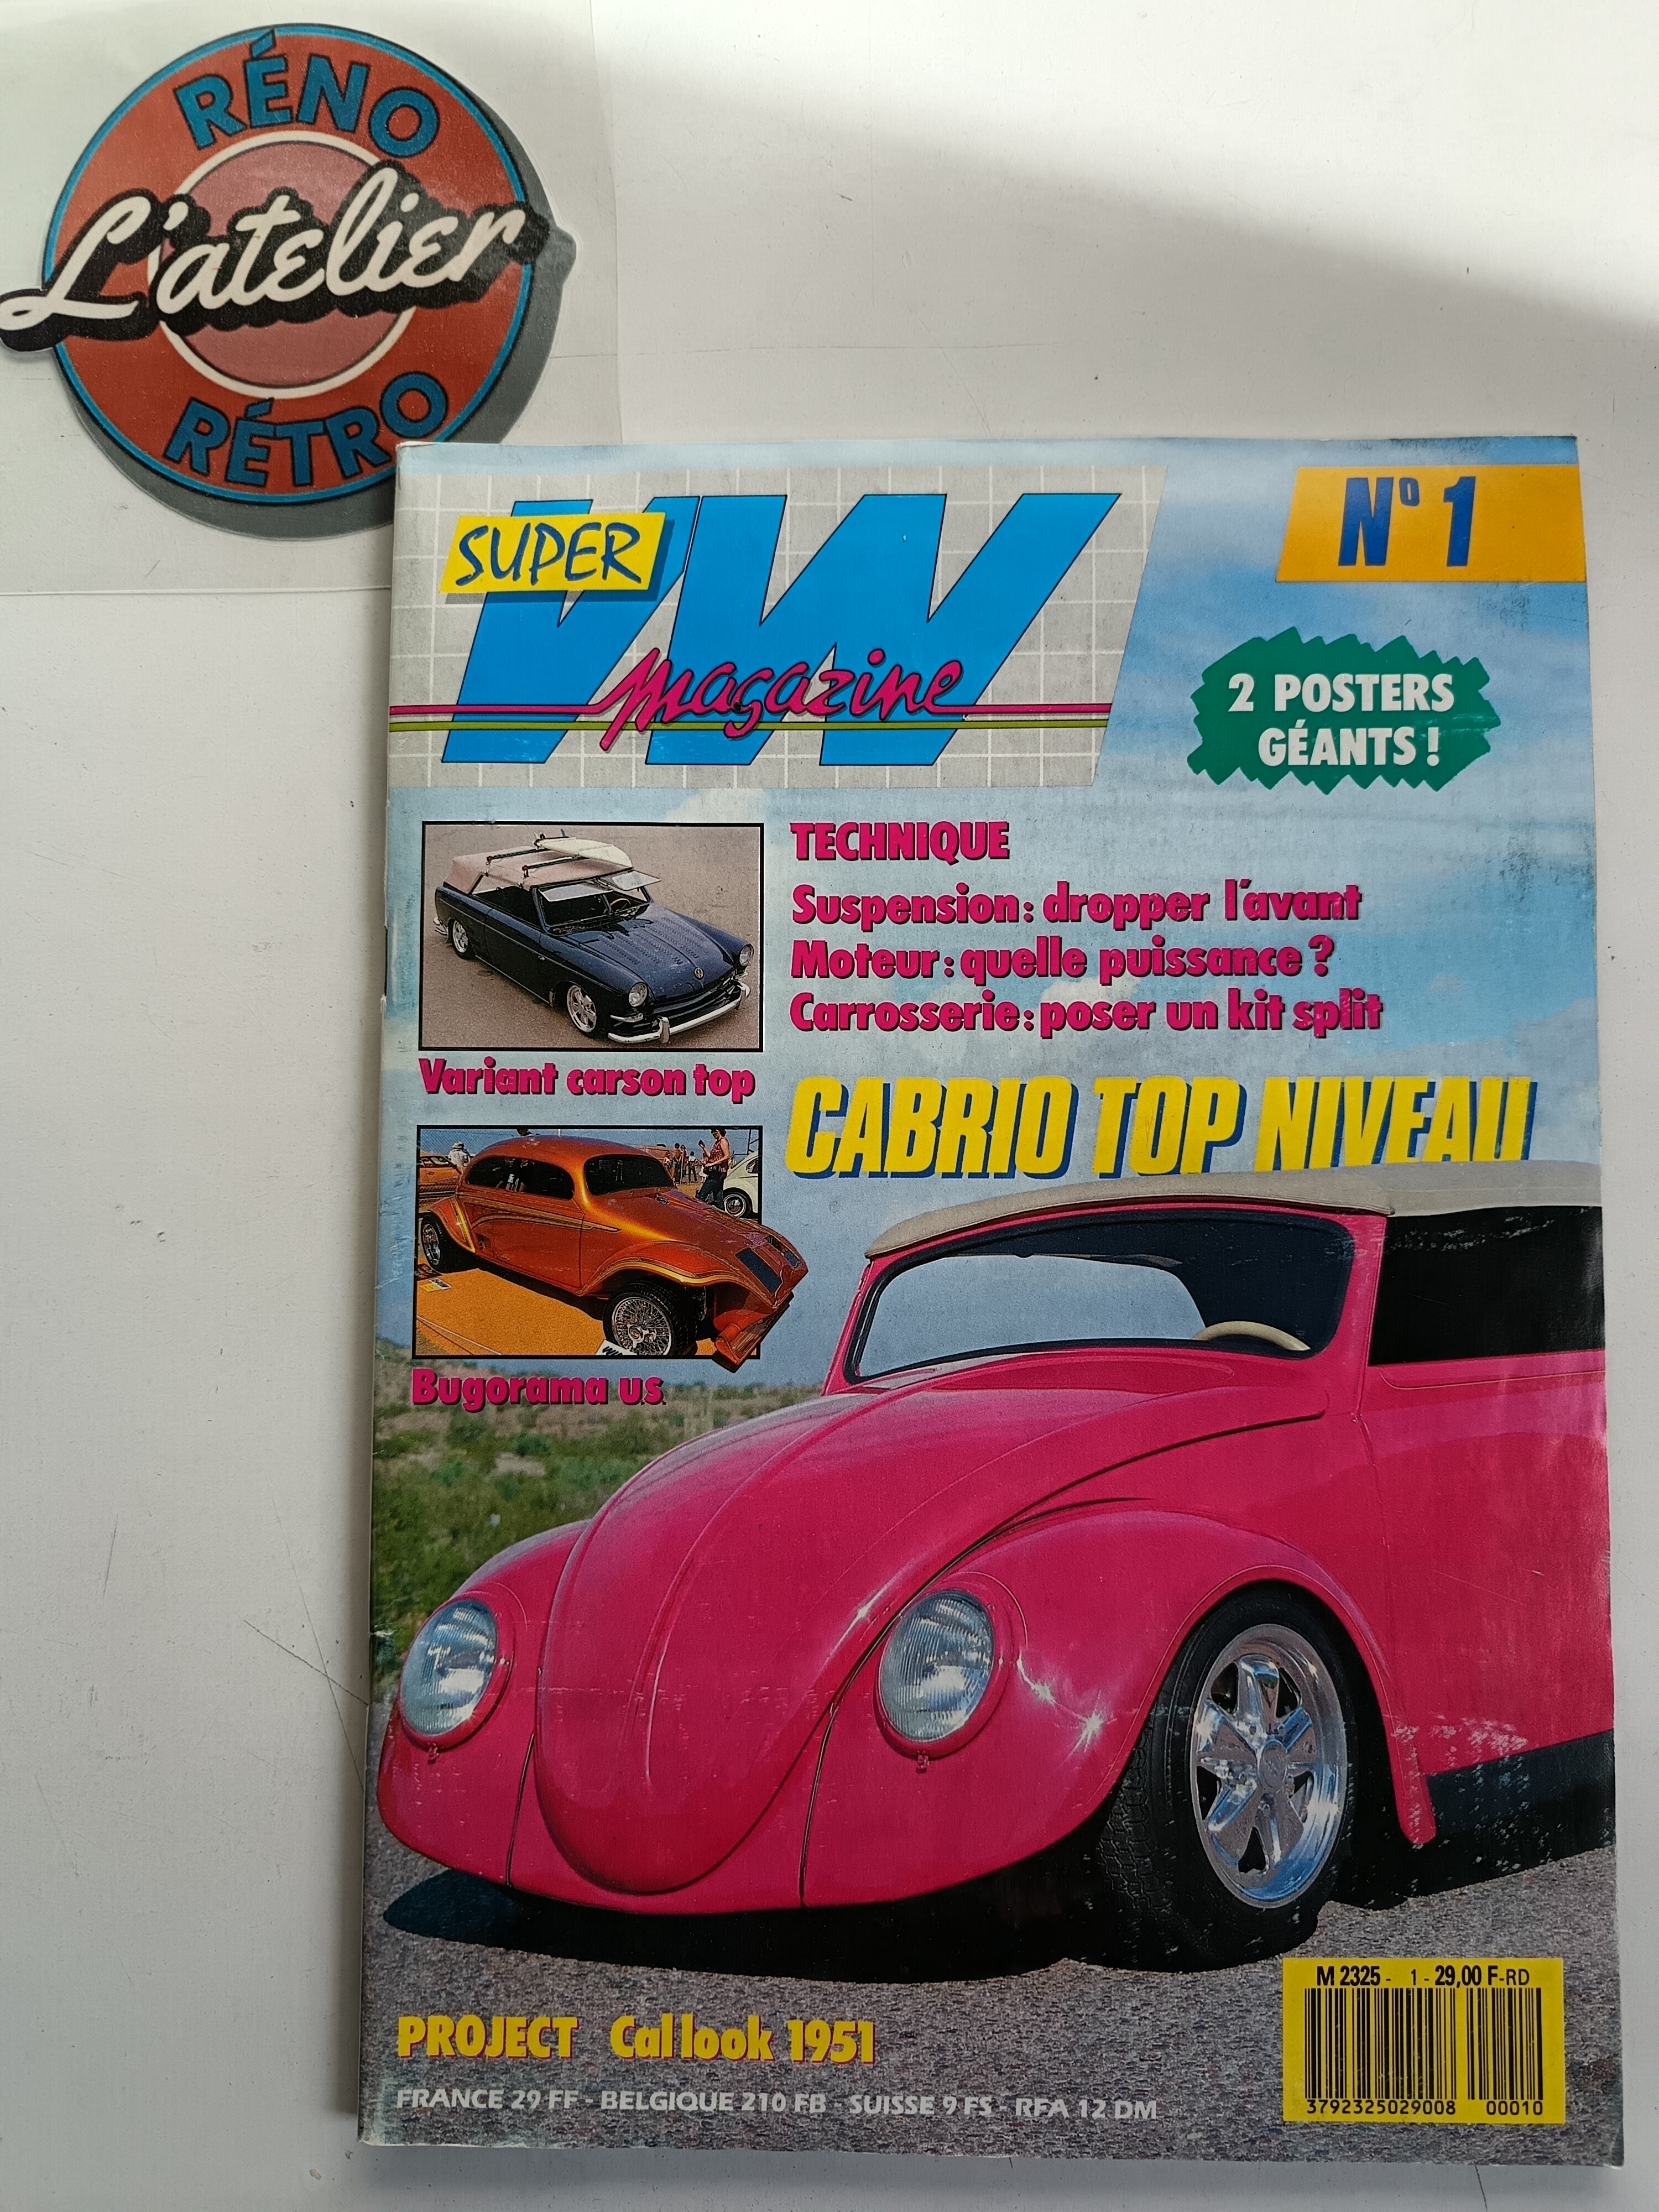 RÉNO
L'atelier
RÉTRO
SUPER
VW
magazine
N° 1
2 POSTERS
GÉANTS !
TECHNIQUE
Suspension : dropper l'avant
Moteur : quelle puissance ?
Carrosserie : poser un kit split
Variant carson top
CABRIO TOP NIVEAU
Bugorama u.s.
PROJECT Cal look 1951
FRANCE 29 FF - BELGIQUE 210 FB - SUISSE 9 FS - RFA 12 DM
M 2325 - 1 - 29,00 F-RD
3792325029008 00010